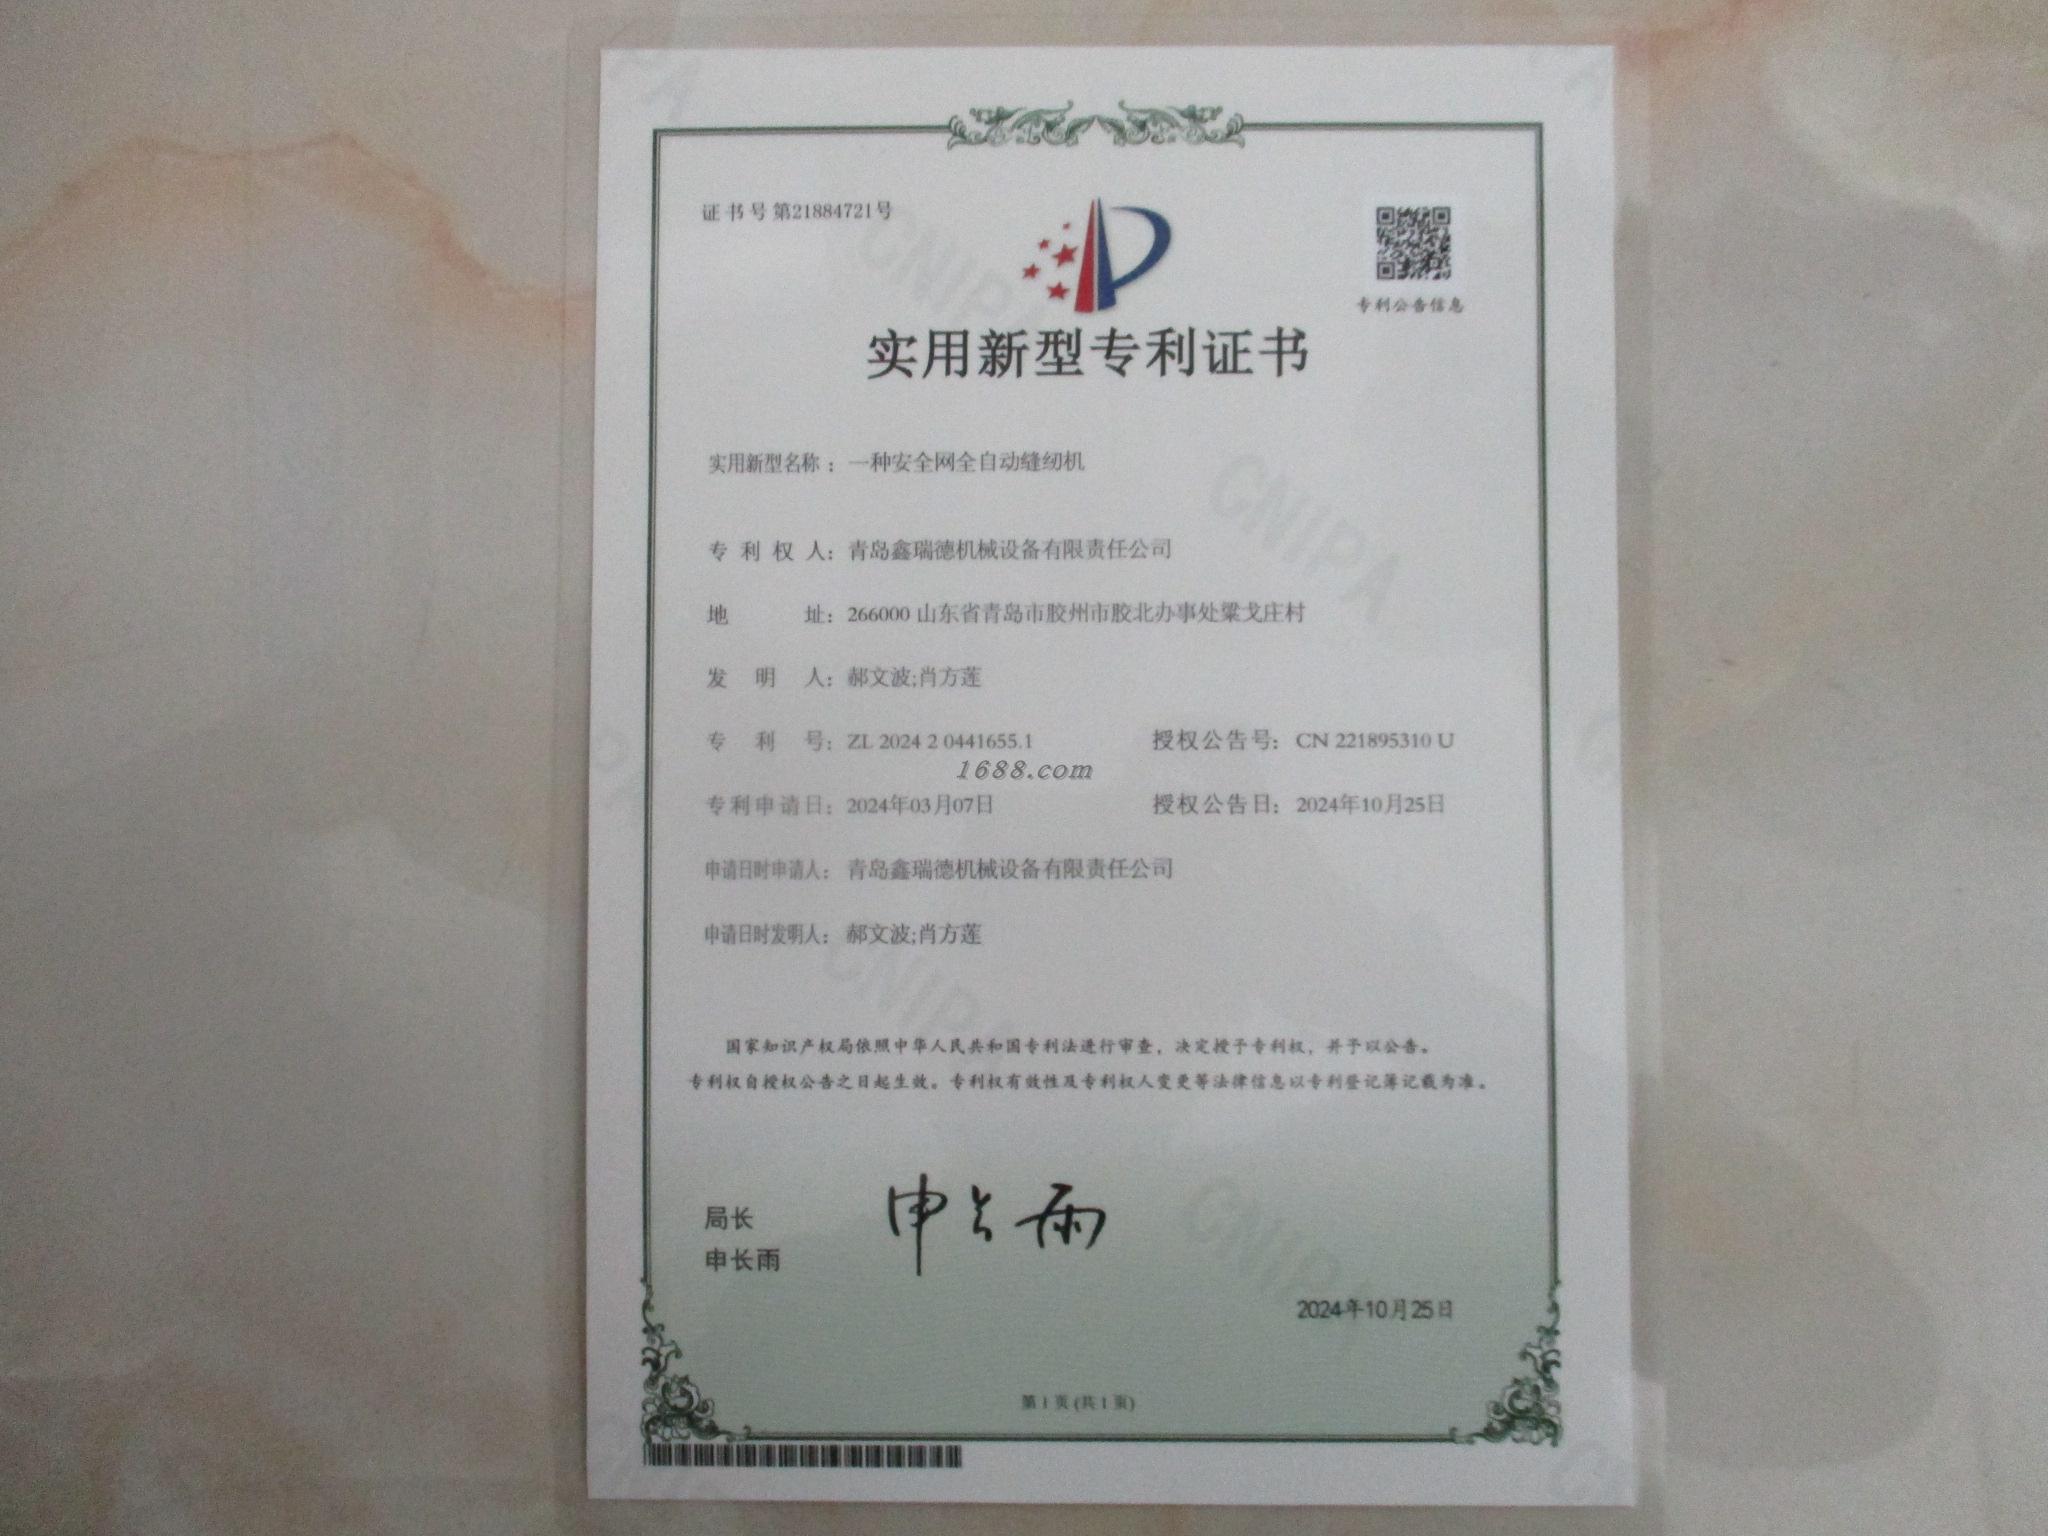 证书号第21884721号
专利公告信息
实用新型专利证书
实用新型名称：一种安全网全自动缝纫机
专利权人：青岛鑫瑞德机械设备有限责任公司
地址：266000 山东省青岛市胶州市胶北办事处粱戈庄村
发明人：郝文波;肖方莲
专利号：ZL 2024 2 0441655.1 授权公告号：CN 221895310 U
1688.com
专利申请日：2024年03月07日 授权公告日：2024年10月25日
申请日时申请人：青岛鑫瑞德机械设备有限责任公司
申请日时发明人：郝文波;肖方莲
国家知识产权局依照中华人民共和国专利法进行审查，决定授予专利权，并予以公告。
专利权自授权公告之日起生效。专利权有效性及专利权人变更等法律信息以专利登记簿记载为准。
局长
申长雨
申长雨
2024年10月25日
第 1 页 (共 1 页)
CNIPA
CNIPA
CNIPA
CNIPA